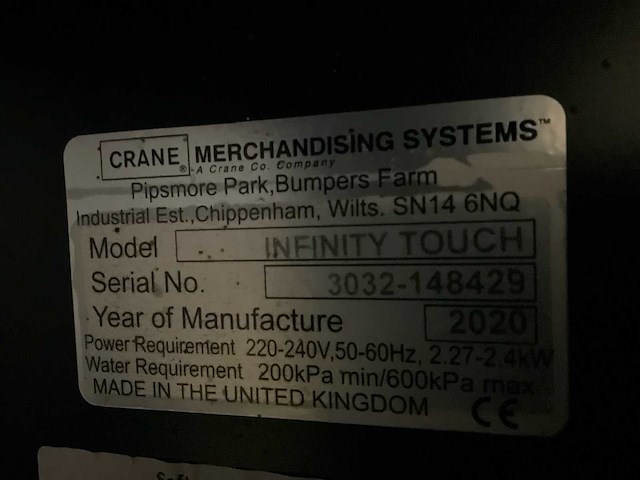 CRANE® MERCHANDISING SYSTEMS™
A Crane Co. Company
Pipsmore Park,Bumpers Farm
Industrial Est.,Chippenham, Wilts. SN14 6NQ
Model INFINITY TOUCH
Serial No. 3032-148429
Year of Manufacture 2020
Power Requirement 220-240V,50-60Hz, 2.27-2.4kW
Water Requirement 200kPa min/600kPa max
MADE IN THE UNITED KINGDOM CE